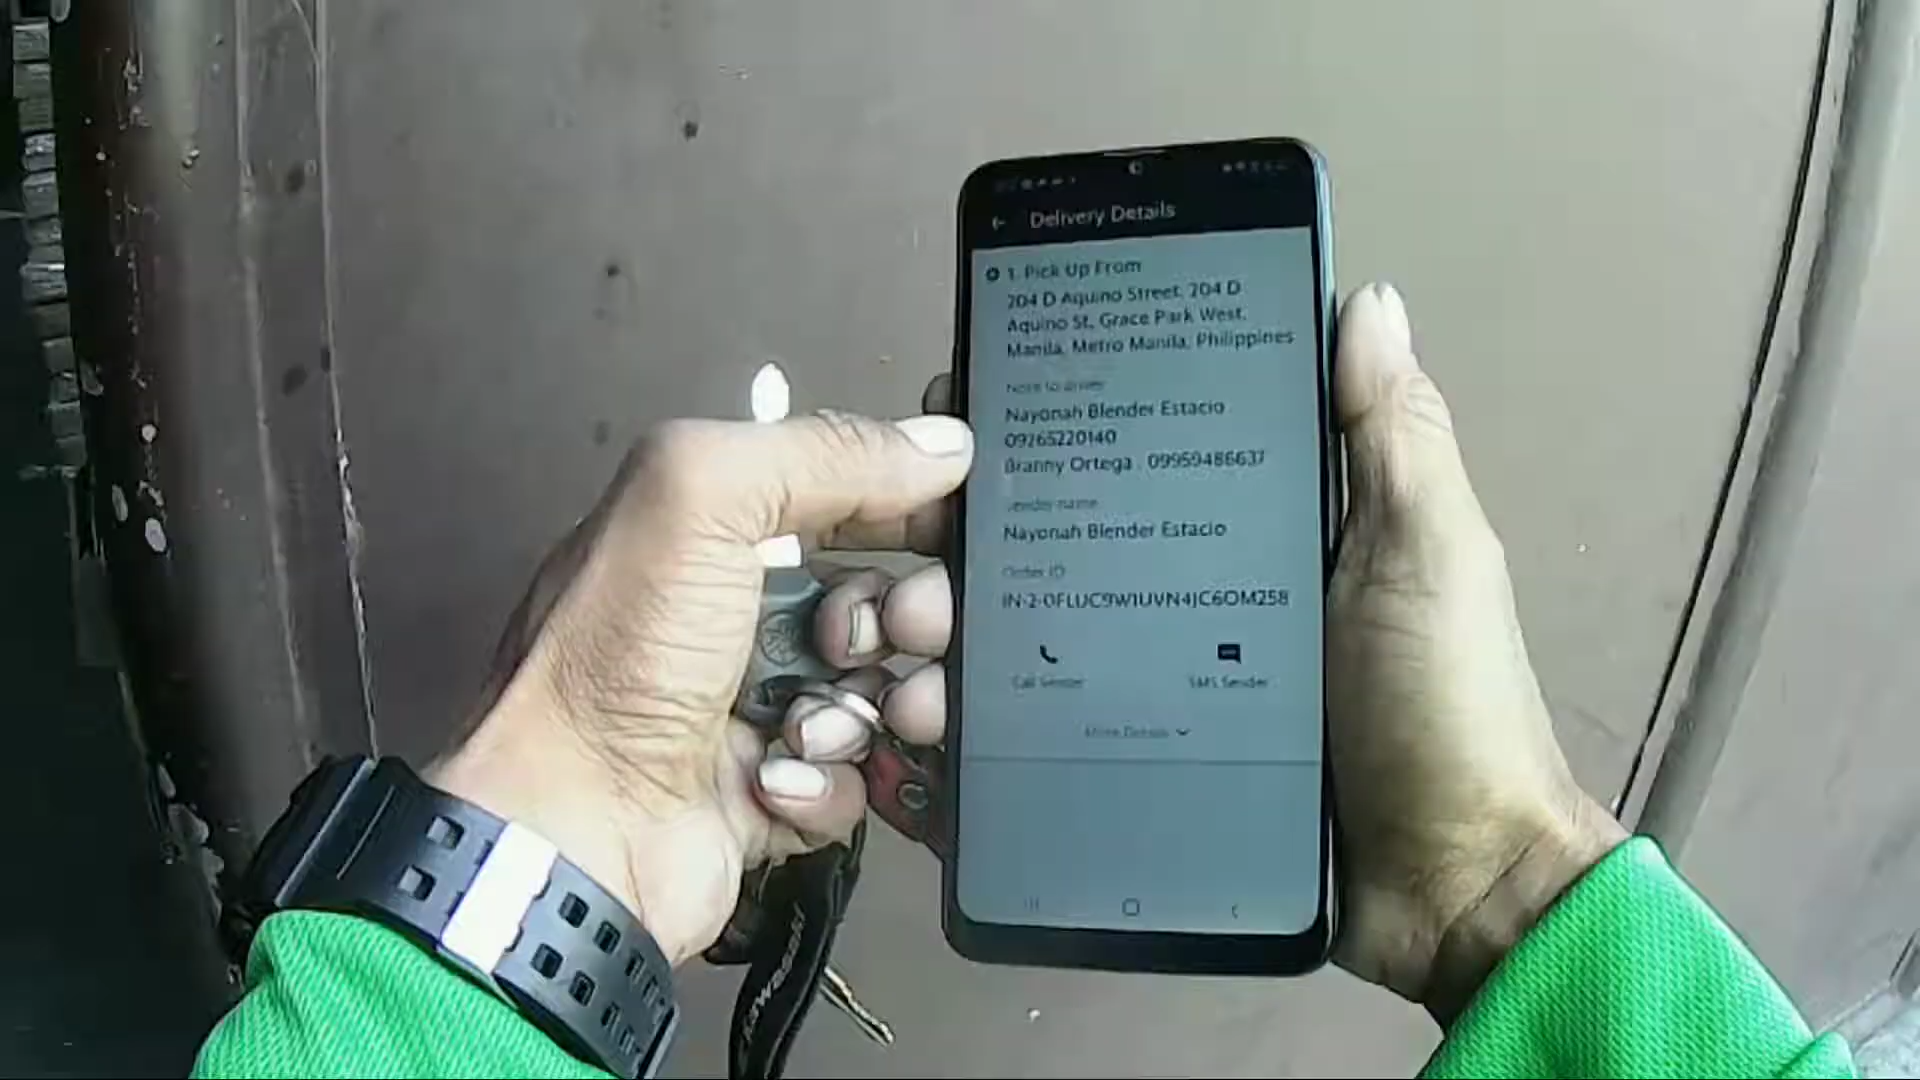 Delivery Details
1. Pick Up From
204 D Aquino Street, 204 D
Aquino St, Grace Park West,
Manila, Metro Manila, Philippines
Note to driver
Nayonah Blender Estacio
09265220140
Branny Ortega . 09959486637
Sender name
Nayonah Blender Estacio
Order ID
IN-2-0FLUC9W1UVN4JC6OM258
Call Sender
SMS Sender
More Details